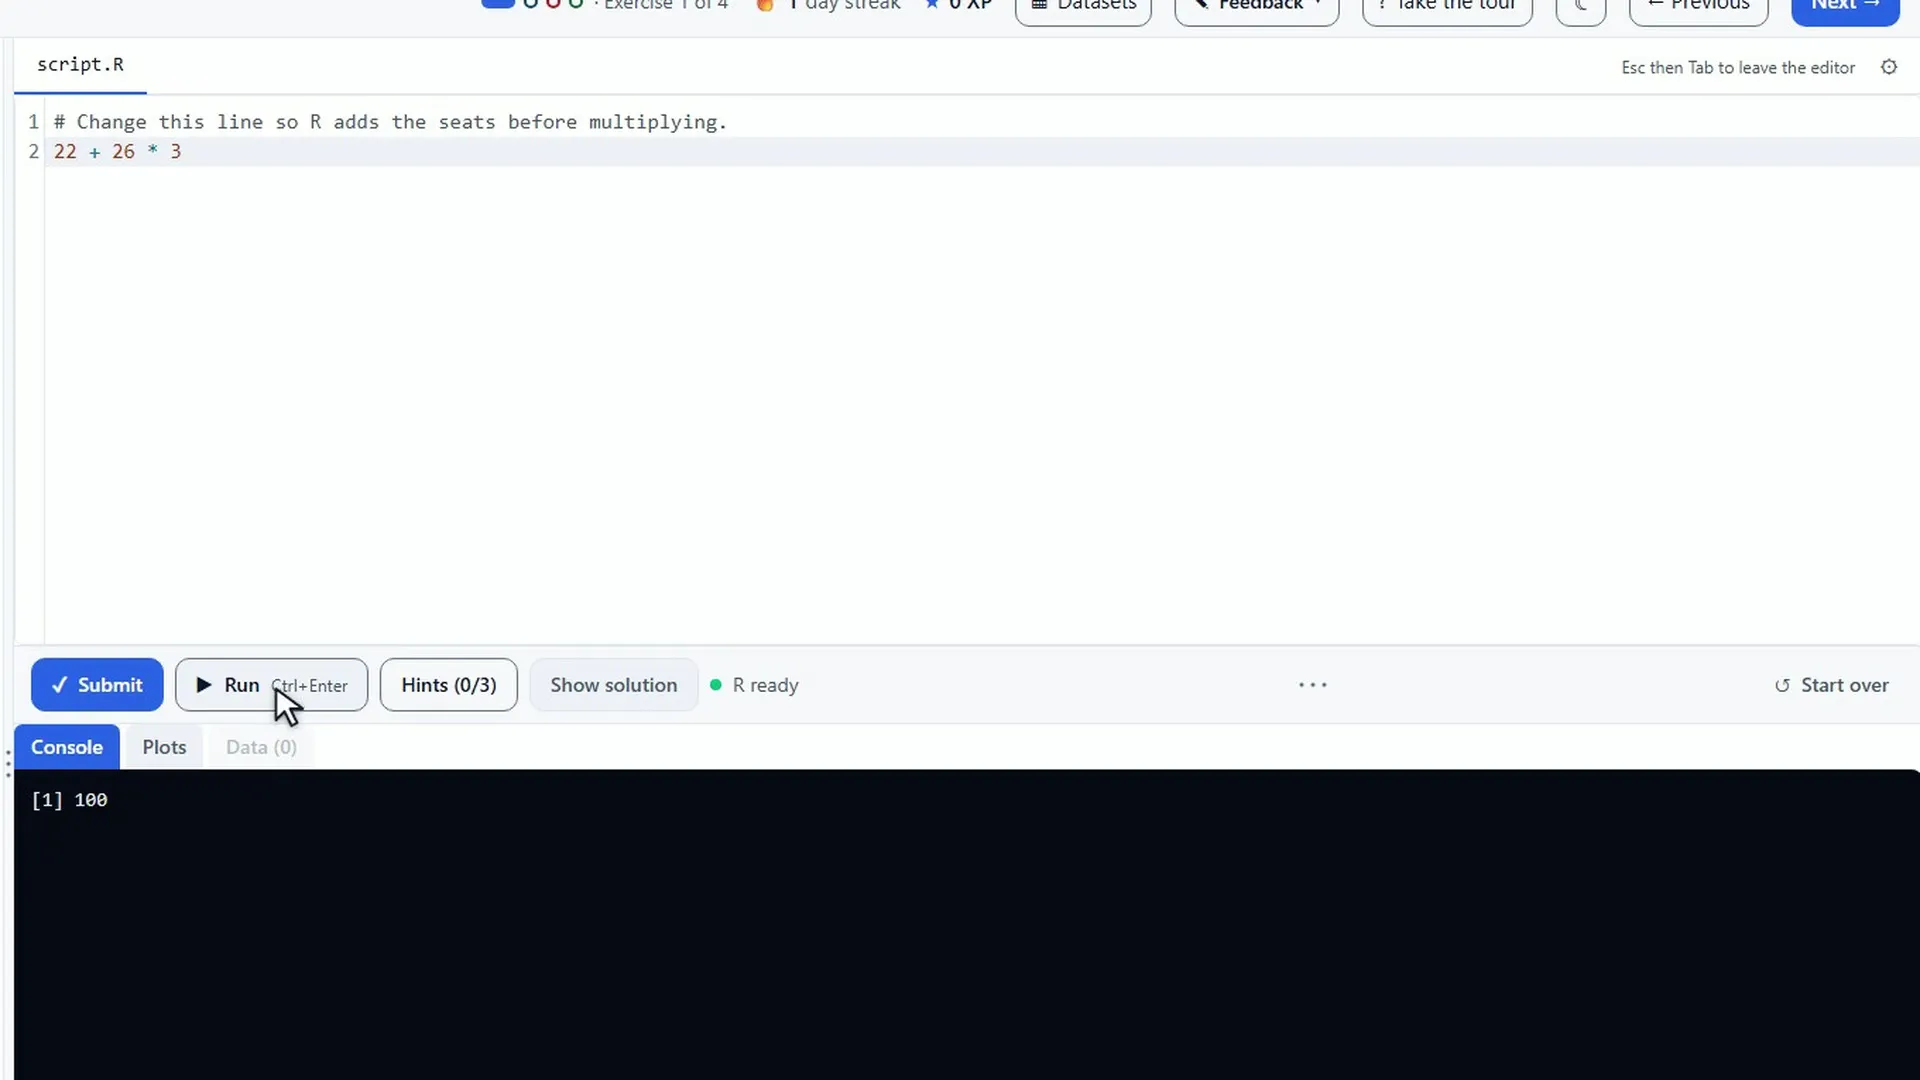 · Exercise 1 of 4 1 day streak ★ 0 XP Datasets Feedback ? Take the tour ← Previous Next →
script.R
Esc then Tab to leave the editor
1 # Change this line so R adds the seats before multiplying.
2 22 + 26 * 3
✓ Submit ▶ Run Ctrl+Enter Hints (0/3) Show solution R ready ··· ↺ Start over
Console Plots Data (0)
[1] 100